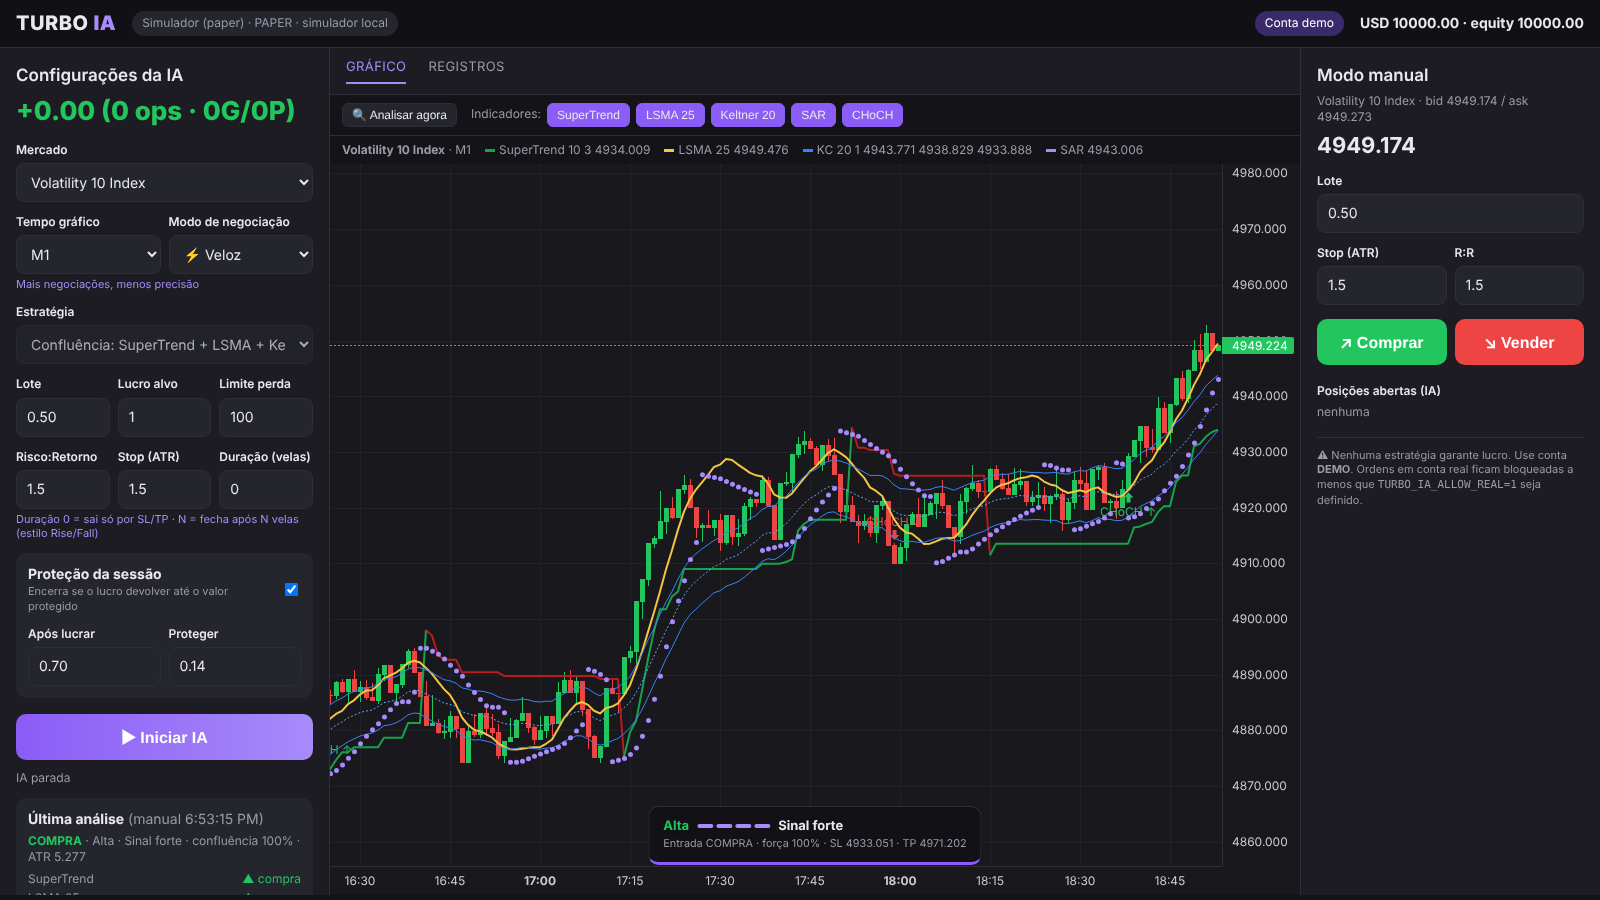 TURBO IA
Simulador (paper) · PAPER · simulador local
Conta demo
USD 10000.00 · equity 10000.00
Configurações da IA
+0.00 (0 ops · 0G/0P)
Mercado
Volatility 10 Index
Tempo gráfico
Modo de negociação
M1
⚡ Veloz
Mais negociações, menos precisão
Estratégia
Confluência: SuperTrend + LSMA + Ke
Lote
Lucro alvo
Limite perda
0.50
1
100
Risco:Retorno
Stop (ATR)
Duração (velas)
1.5
1.5
0
Duração 0 = sai só por SL/TP · N = fecha após N velas
(estilo Rise/Fall)
Proteção da sessão
Encerra se o lucro devolver até o valor
protegido
Após lucrar
Proteger
0.70
0.14
▶ Iniciar IA
IA parada
Última análise (manual 6:53:15 PM)
COMPRA · Alta · Sinal forte · confluência 100% ·
ATR 5.277
SuperTrend
▲ compra
GRÁFICO
REGISTROS
🔍 Analisar agora
Indicadores:
SuperTrend
LSMA 25
Keltner 20
SAR
CHoCH
Volatility 10 Index · M1
SuperTrend 10 3 4934.009
LSMA 25 4949.476
KC 20 1 4943.771 4938.829 4933.888
SAR 4943.006
4980.000
4970.000
4960.000
4949.224
4940.000
4930.000
4920.000
4910.000
4900.000
4890.000
4880.000
4870.000
4860.000
CHoCH ↑
Alta
Sinal forte
Entrada COMPRA · força 100% · SL 4933.051 · TP 4971.202
16:30
16:45
17:00
17:15
17:30
17:45
18:00
18:15
18:30
18:45
Modo manual
Volatility 10 Index · bid 4949.174 / ask
4949.273
4949.174
Lote
0.50
Stop (ATR)
R:R
1.5
1.5
↗ Comprar
↘ Vender
Posições abertas (IA)
nenhuma
⚠ Nenhuma estratégia garante lucro. Use conta
DEMO. Ordens em conta real ficam bloqueadas a
menos que TURBO_IA_ALLOW_REAL=1 seja
definido.